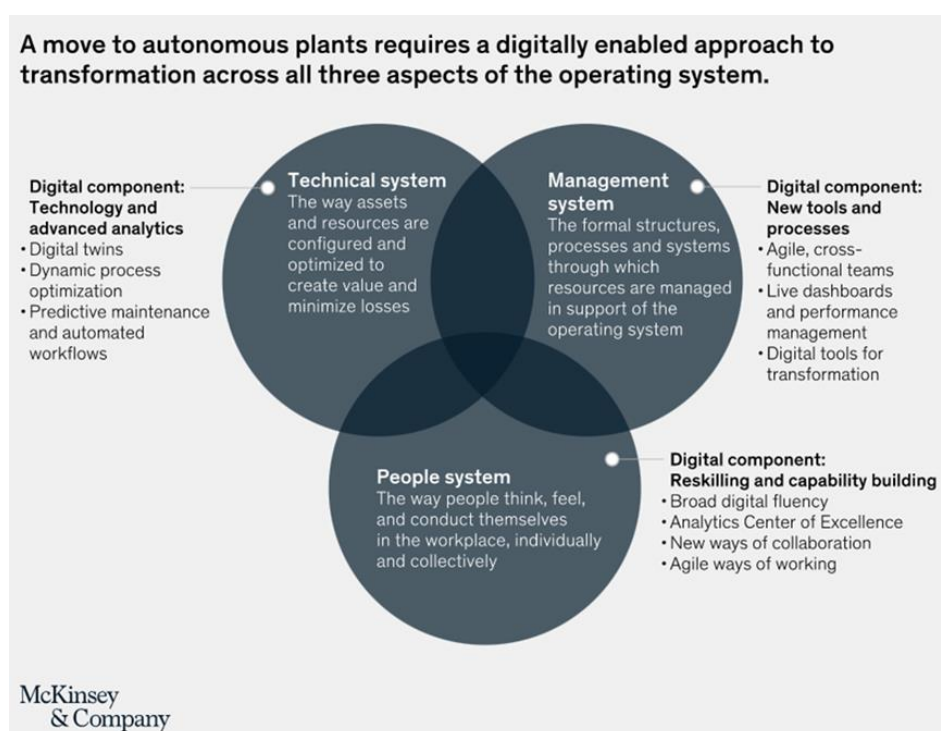 A move to autonomous plants requires a digitally enabled approach to
transformation across all three aspects of the operating system.
Digital component:
Technology and
advanced analytics
• Digital twins
• Dynamic process
optimization
• Predictive maintenance
and automated
workflows
Technical system
The way assets
and resources are
configured and
optimized to
create value and
minimize losses
Management
system
The formal structures,
processes and systems
through which
resources are managed
in support of the
operating system
Digital component:
New tools and
processes
• Agile, cross-
functional teams
• Live dashboards
and performance
management
• Digital tools for
transformation
People system
The way people think, feel,
and conduct themselves
in the workplace, individually
and collectively
Digital component:
Reskilling and capability building
• Broad digital fluency
• Analytics Center of Excellence
• New ways of collaboration
• Agile ways of working
McKinsey
& Company